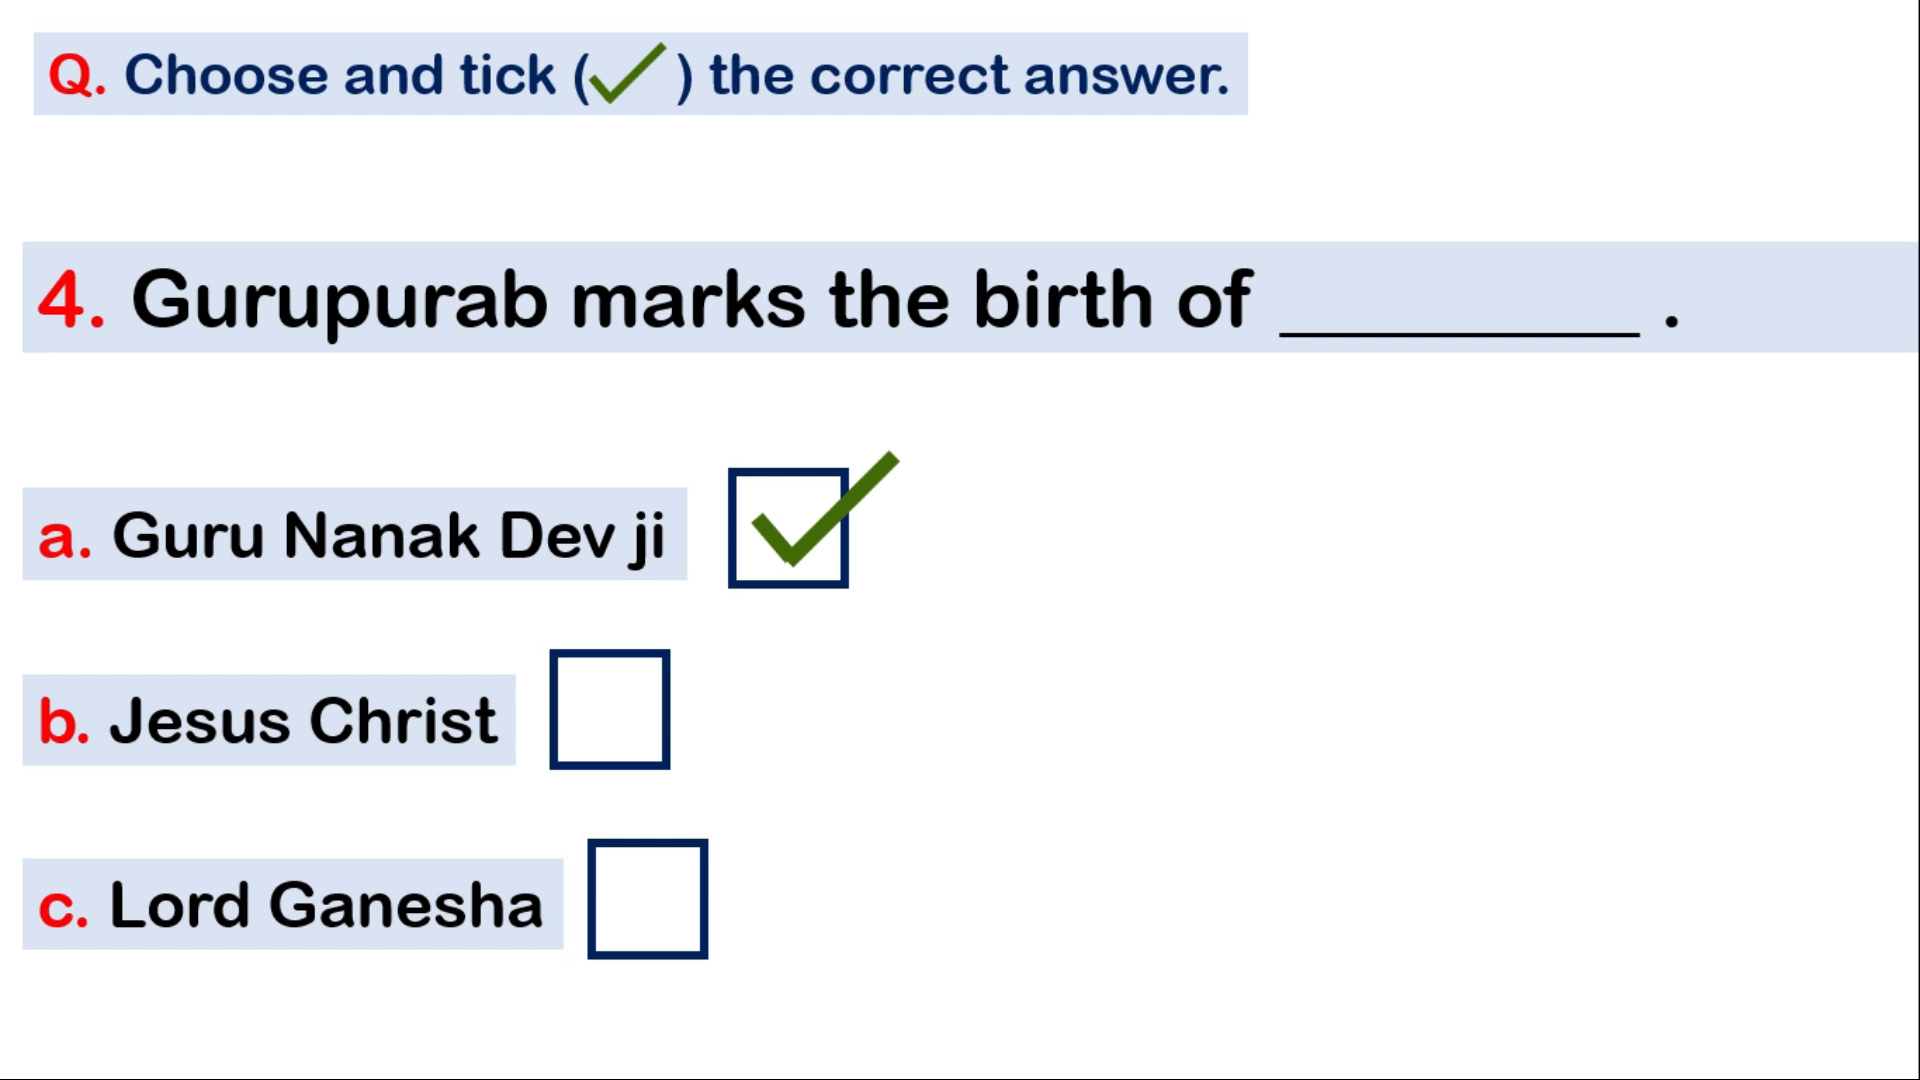 Q. Choose and tick (✓) the correct answer.
4. Gurupurab marks the birth of _________ .
a. Guru Nanak Dev ji ✓
b. Jesus Christ
c. Lord Ganesha